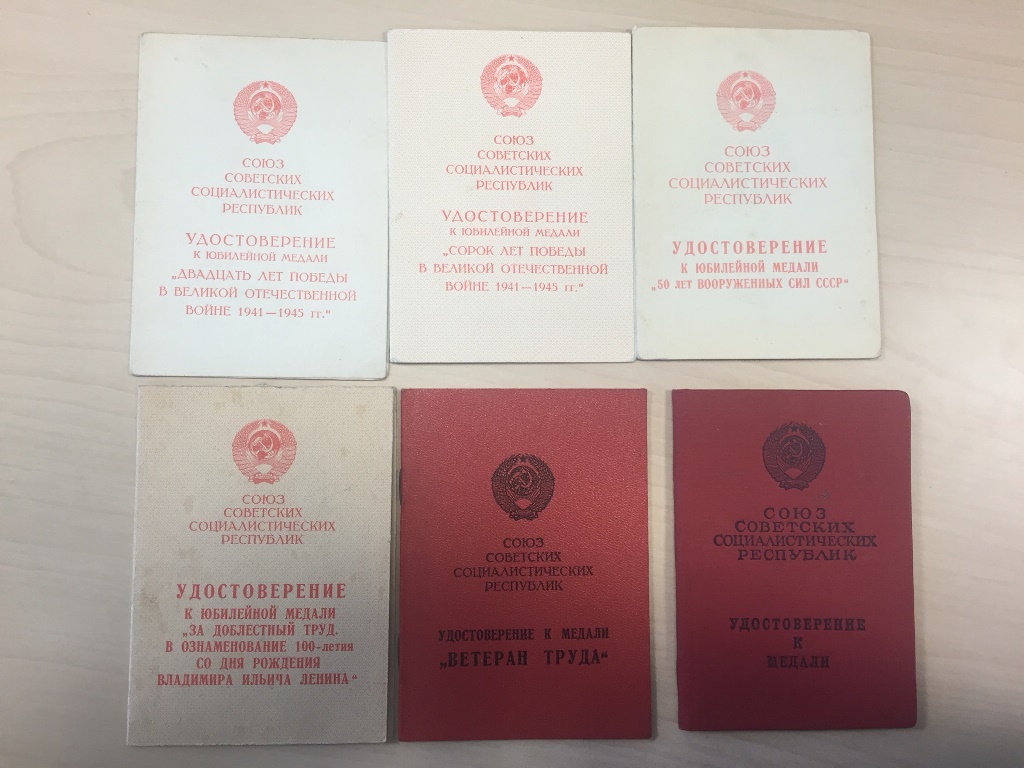 СОЮЗ
СОВЕТСКИХ
СОЦИАЛИСТИЧЕСКИХ
РЕСПУБЛИК
УДОСТОВЕРЕНИЕ
К ЮБИЛЕЙНОЙ МЕДАЛИ
„ДВАДЦАТЬ ЛЕТ ПОБЕДЫ
В ВЕЛИКОЙ ОТЕЧЕСТВЕННОЙ
ВОЙНЕ 1941—1945 гг.“
СОЮЗ
СОВЕТСКИХ
СОЦИАЛИСТИЧЕСКИХ
РЕСПУБЛИК
УДОСТОВЕРЕНИЕ
К ЮБИЛЕЙНОЙ МЕДАЛИ
„СОРОК ЛЕТ ПОБЕДЫ
В ВЕЛИКОЙ ОТЕЧЕСТВЕННОЙ
ВОЙНЕ 1941—1945 гг.“
СОЮЗ
СОВЕТСКИХ
СОЦИАЛИСТИЧЕСКИХ
РЕСПУБЛИК
УДОСТОВЕРЕНИЕ
К ЮБИЛЕЙНОЙ МЕДАЛИ
„50 ЛЕТ ВООРУЖЕННЫХ СИЛ СССР“
СОЮЗ
СОВЕТСКИХ
СОЦИАЛИСТИЧЕСКИХ
РЕСПУБЛИК
УДОСТОВЕРЕНИЕ
К ЮБИЛЕЙНОЙ МЕДАЛИ
„ЗА ДОБЛЕСТНЫЙ ТРУД.
В ОЗНАМЕНОВАНИЕ 100-летия
СО ДНЯ РОЖДЕНИЯ
ВЛАДИМИРА ИЛЬИЧА ЛЕНИНА“
СОЮЗ
СОВЕТСКИХ
СОЦИАЛИСТИЧЕСКИХ
РЕСПУБЛИК
УДОСТОВЕРЕНИЕ К МЕДАЛИ
„ВЕТЕРАН ТРУДА“
СОЮЗ
СОВЕТСКИХ
СОЦИАЛИСТИЧЕСКИХ
РЕСПУБЛИК
УДОСТОВЕРЕНИЕ
К
МЕДАЛИ